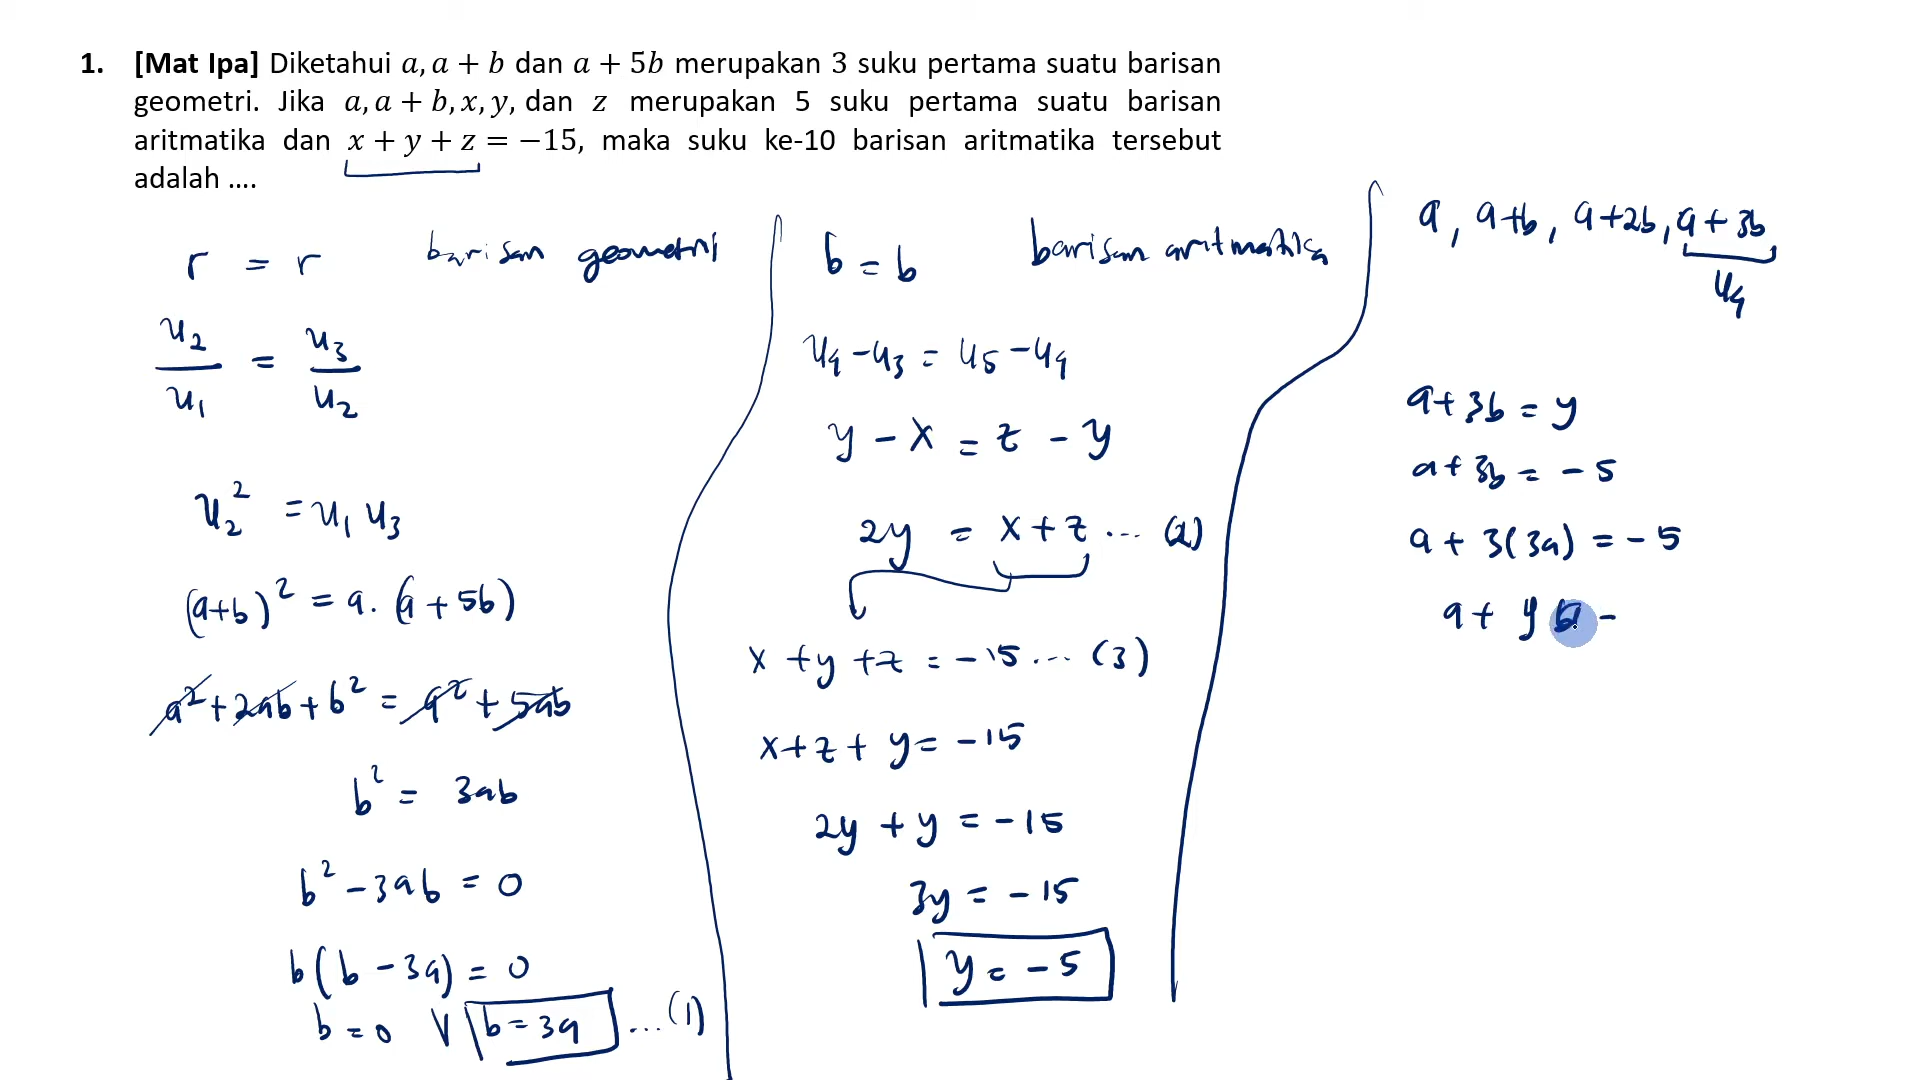 1. [Mat Ipa] Diketahui a, a + b dan a + 5b merupakan 3 suku pertama suatu barisan
geometri. Jika a, a + b, x, y, dan z merupakan 5 suku pertama suatu barisan
aritmatika dan x + y + z = −15, maka suku ke-10 barisan aritmatika tersebut
adalah ....
r = r barisan geometri
u₂/u₁ = u₃/u₂
u₂² = u₁ u₃
(a+b)² = a. (a + 5b)
a² + 2ab + b² = a² + 5ab
b² = 3ab
b² - 3ab = 0
b(b - 3a) = 0
b = 0 V b = 3a ... (1)
b = b barisan aritmatika
u₄ - u₃ = u₅ - u₄
y - x = z - y
2y = x + z ... (2)
x + y + z = -15 ... (3)
x + z + y = -15
2y + y = -15
3y = -15
y = -5
a, a+b, a+2b, a+3b
u₄
a + 3b = y
a + 3b = -5
a + 3(3a) = -5
a + 9